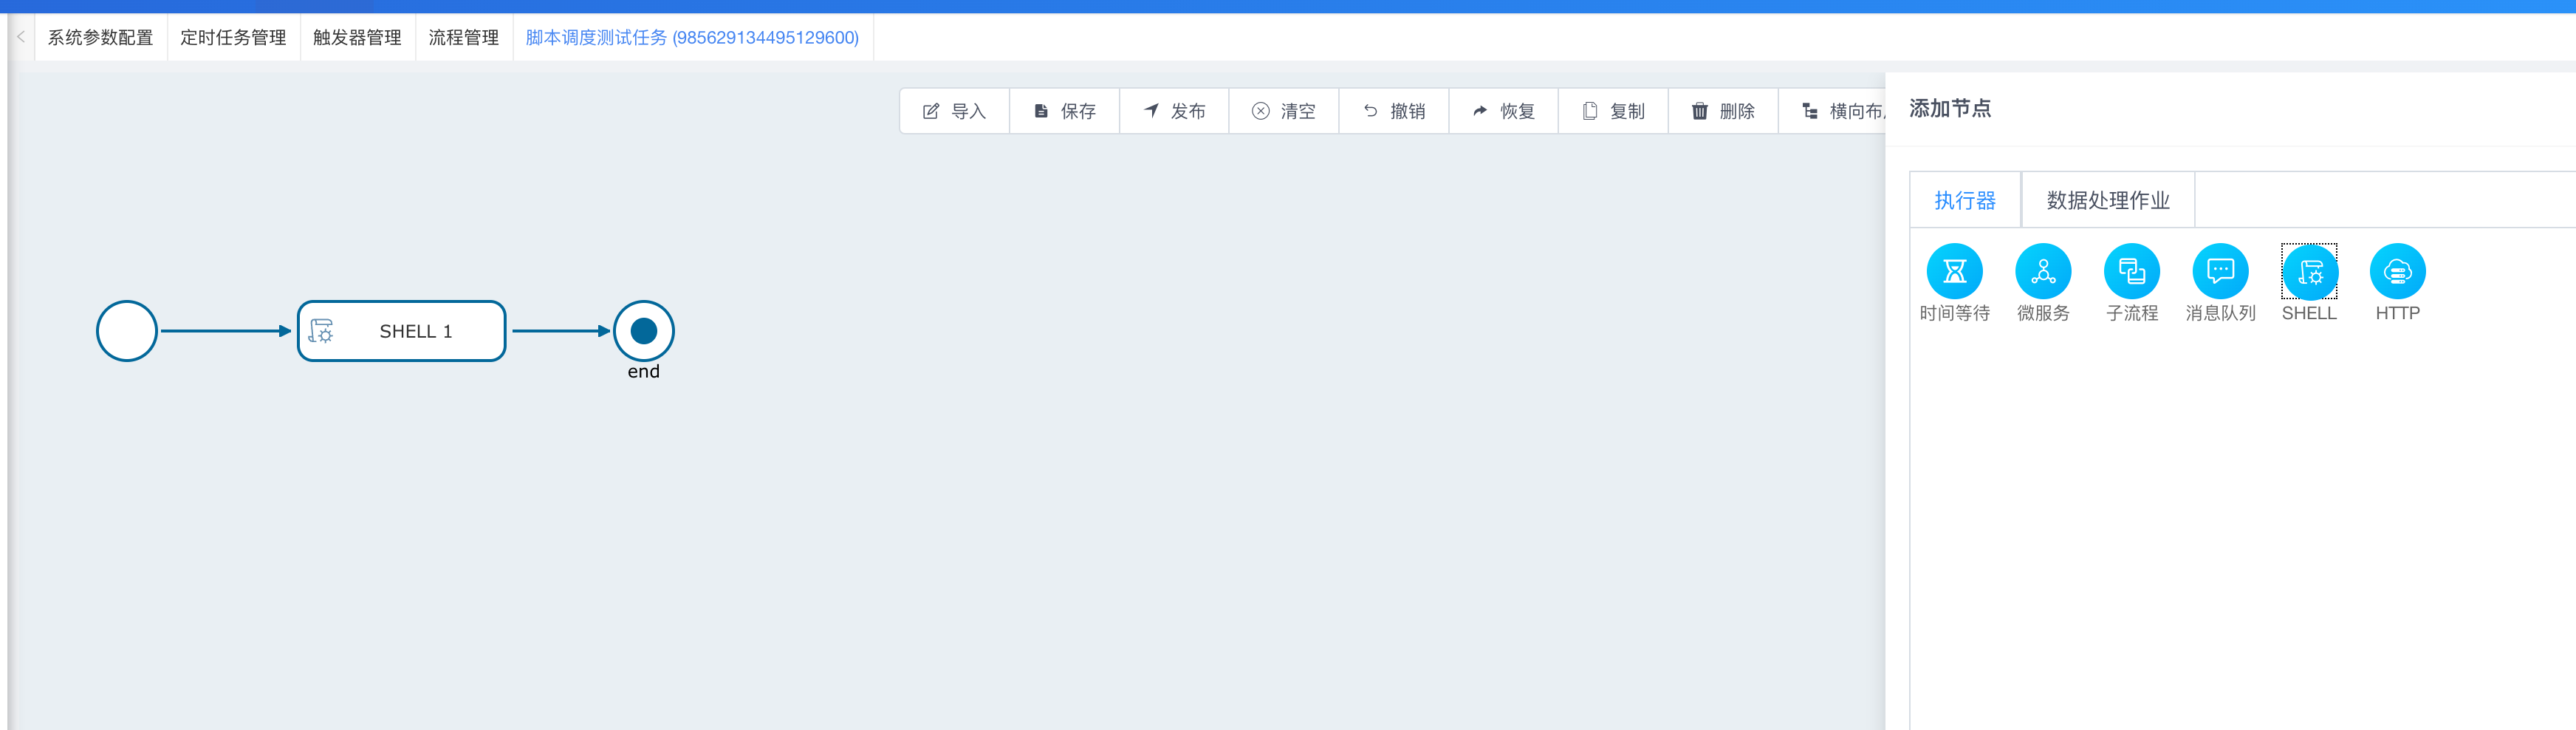 系统参数配置 定时任务管理 触发器管理 流程管理 脚本调度测试任务 (985629134495129600)
导入 保存 发布 清空 撤销 恢复 复制 删除 横向布
添加节点
执行器 数据处理作业
时间等待 微服务 子流程 消息队列 SHELL HTTP
SHELL 1
end